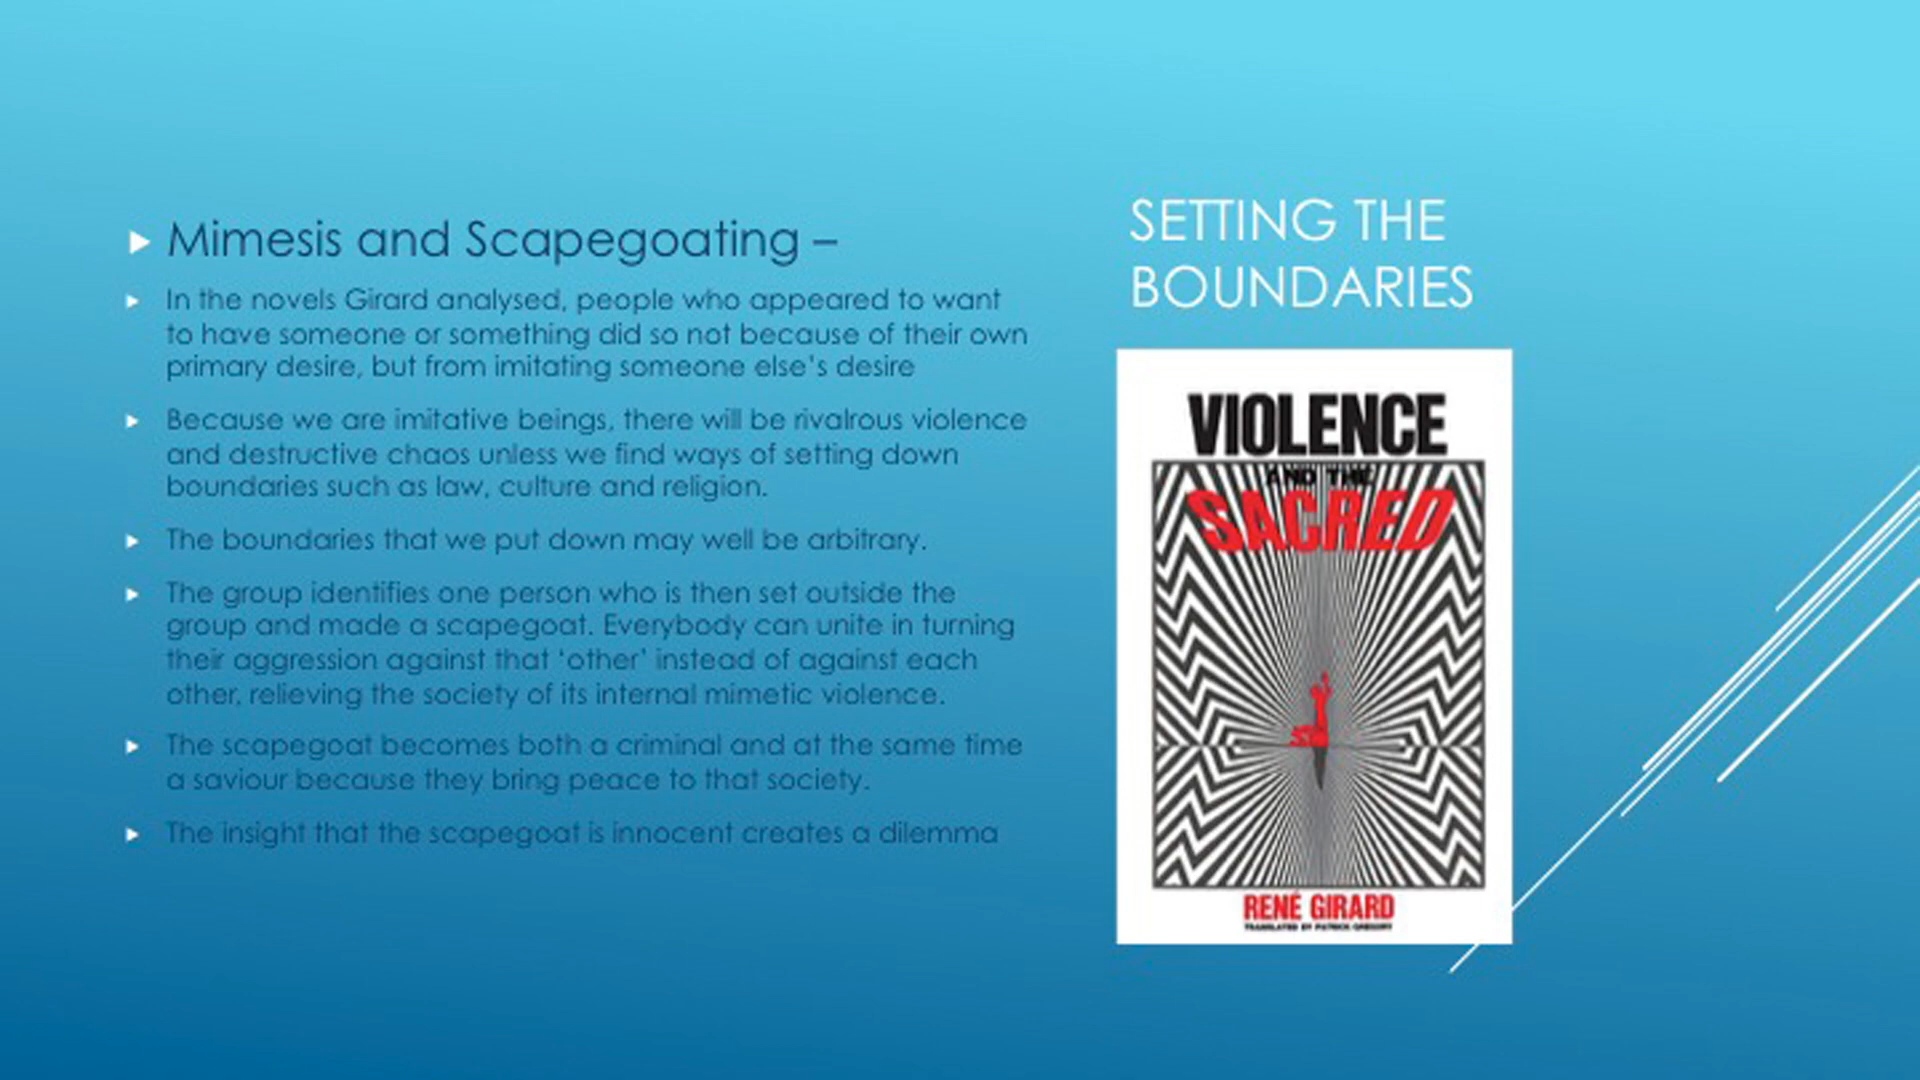 Mimesis and Scapegoating –
In the novels Girard analysed, people who appeared to want
to have someone or something did so not because of their own
primary desire, but from imitating someone else’s desire
Because we are imitative beings, there will be rivalrous violence
and destructive chaos unless we find ways of setting down
boundaries such as law, culture and religion.
The boundaries that we put down may well be arbitrary.
The group identifies one person who is then set outside the
group and made a scapegoat. Everybody can unite in turning
their aggression against that ‘other’ instead of against each
other, relieving the society of its internal mimetic violence.
The scapegoat becomes both a criminal and at the same time
a saviour because they bring peace to that society.
The insight that the scapegoat is innocent creates a dilemma
SETTING THE
BOUNDARIES
VIOLENCE
AND THE
SACRED
RENÉ GIRARD
TRANSLATED BY PATRICK GREGORY